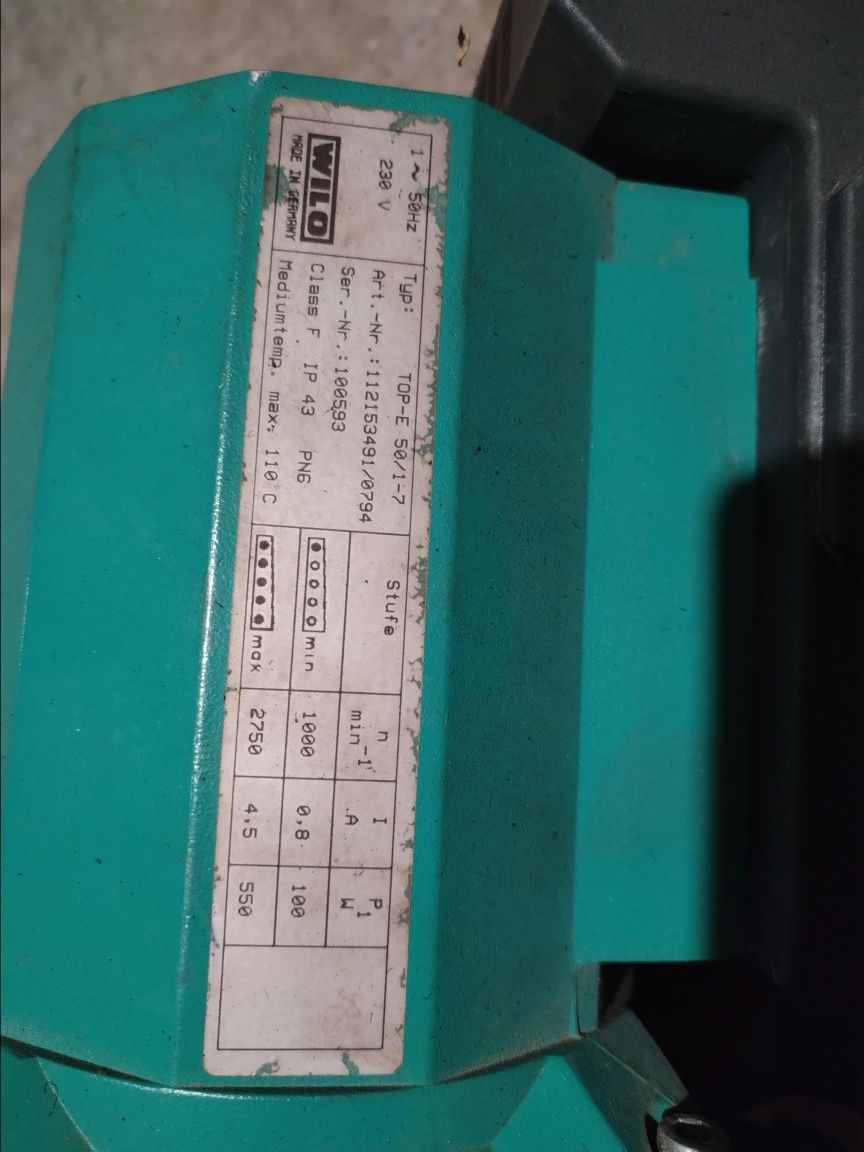 1 ~ 50Hz
230 V
WILO
MADE IN GERMANY
Typ: TOP-E 50/1-7
Art.-Nr.:112153491/0794
Ser.-Nr.:100593
Class F IP 43 PN6
Mediumtemp. max. 110°C
Stufe n min-1 I A P1 W
min 1000 0,8 100
max 2750 4,5 550